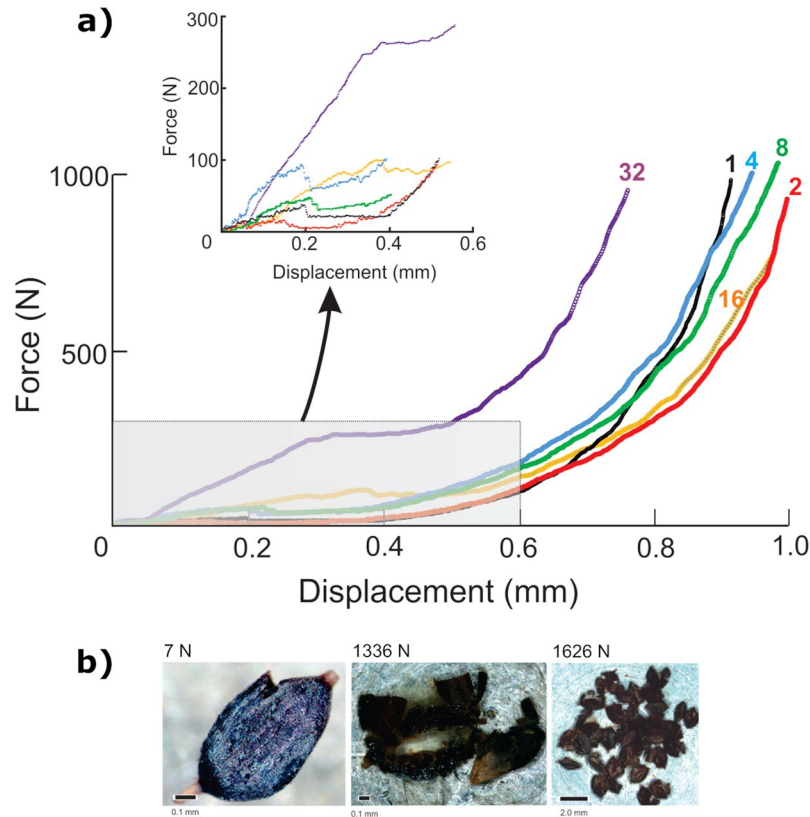 a)
300
200
100
0
Force (N)
0
0.2
0.4
0.6
Displacement (mm)
1000
500
Force (N)
32
1
4
8
2
16
0
0.2
0.4
0.6
0.8
1.0
Displacement (mm)
b)
7 N
1336 N
1626 N
0.1 mm
0.1 mm
2.0 mm